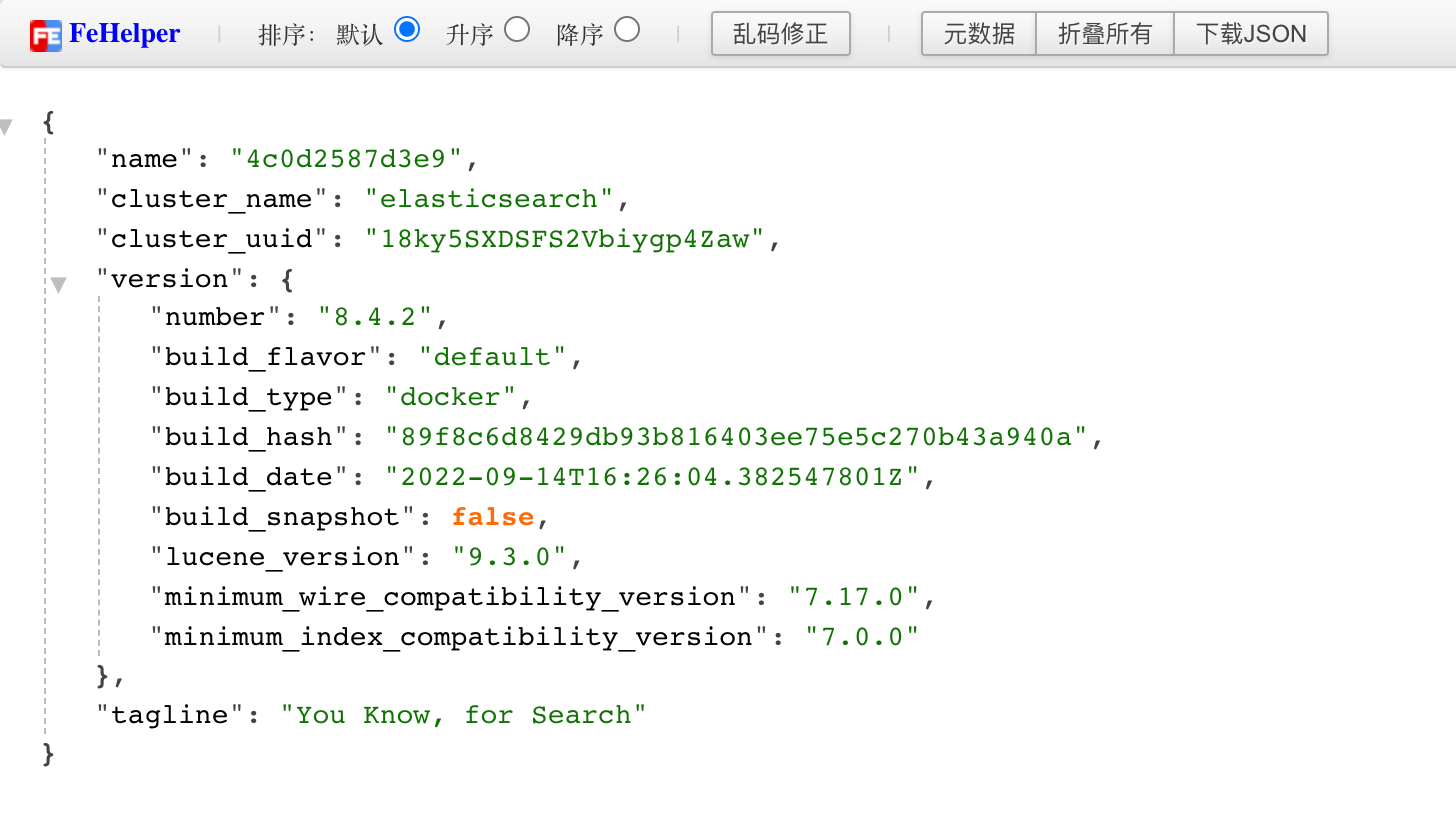 FeHelper | 排序: 默认 升序 降序 | 乱码修正 | 元数据 折叠所有 下载JSON
{
"name": "4c0d2587d3e9",
"cluster_name": "elasticsearch",
"cluster_uuid": "18ky5SXDSFS2Vbiygp4Zaw",
"version": {
"number": "8.4.2",
"build_flavor": "default",
"build_type": "docker",
"build_hash": "89f8c6d8429db93b816403ee75e5c270b43a940a",
"build_date": "2022-09-14T16:26:04.382547801Z",
"build_snapshot": false,
"lucene_version": "9.3.0",
"minimum_wire_compatibility_version": "7.17.0",
"minimum_index_compatibility_version": "7.0.0"
},
"tagline": "You Know, for Search"
}